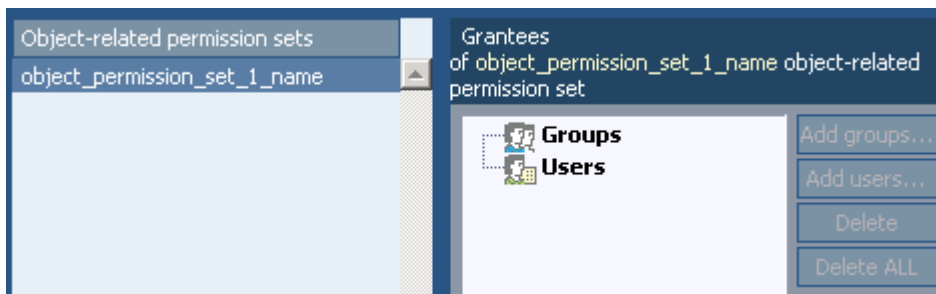 Object-related permission sets
object_permission_set_1_name
Grantees
of object_permission_set_1_name object-related
permission set
Groups
Users
Add groups...
Add users...
Delete
Delete ALL